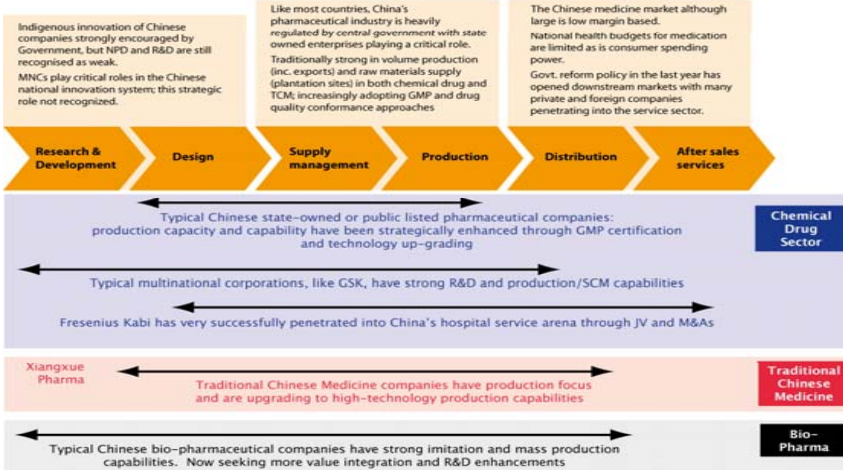 Indigenous innovation of Chinese
companies strongly encouraged by
Government, but NPD and R&D are still
recognised as weak.
MNCs play critical roles in the Chinese
national innovation system; this strategic
role not recognized.
Like most countries, China's
pharmaceutical industry is heavily
regulated by central government with state
owned enterprises playing a critical role.
Traditionally strong in volume production
(inc. exports) and raw materials supply
(plantation sites) in both chemical drug and
TCM; increasingly adopting GMP and drug
quality conformance approaches
The Chinese medicine market although
large is low margin based.
National health budgets for medication
are limited as is consumer spending
power.
Govt. reform policy in the last year has
opened downstream markets with many
private and foreign companies
penetrating into the service sector.
Research &
Development
Design
Supply
management
Production
Distribution
After sales
services
Typical Chinese state-owned or public listed pharmaceutical companies:
production capacity and capability have been strategically enhanced through GMP certification
and technology up-grading
Chemical
Drug
Sector
Typical multinational corporations, like GSK, have strong R&D and production/SCM capabilities
Fresenius Kabi has very successfully penetrated into China's hospital service arena through JV and M&As
Xiangxue
Pharma
Traditional Chinese Medicine companies have production focus
and are upgrading to high-technology production capabilities
Traditional
Chinese
Medicine
Typical Chinese bio-pharmaceutical companies have strong imitation and mass production
capabilities. Now seeking more value integration and R&D enhancements
Bio-
Pharma